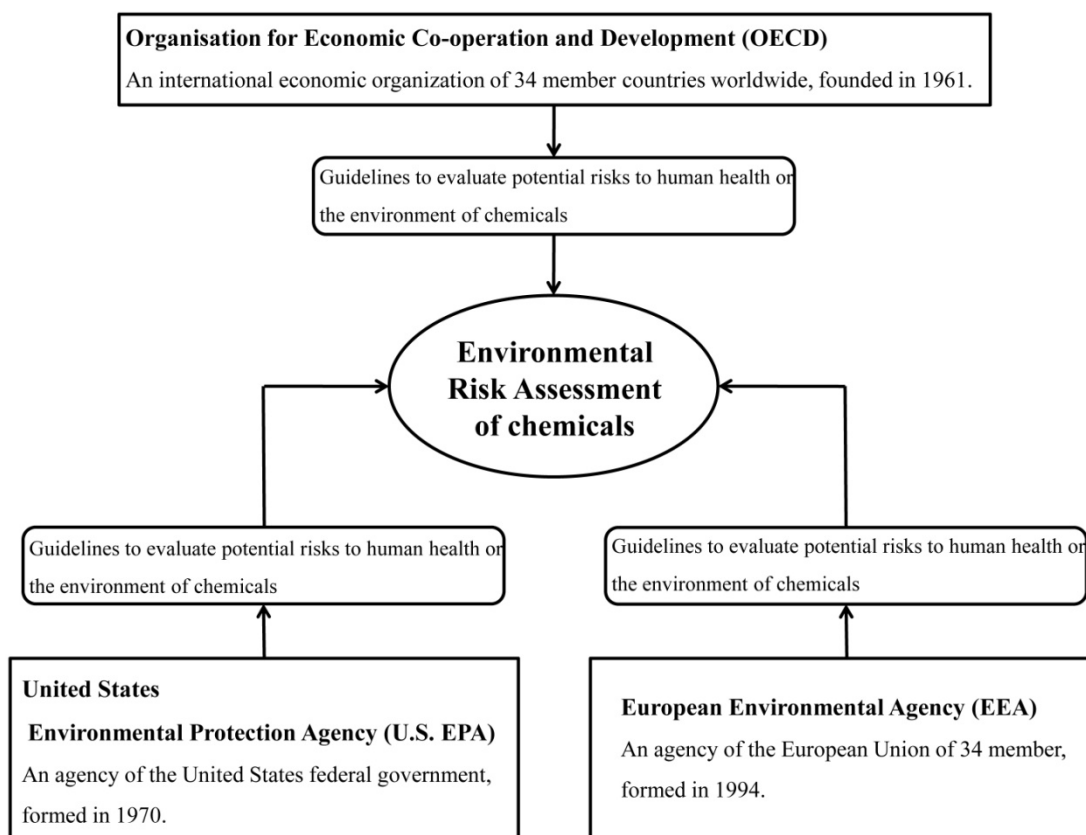 Organisation for Economic Co-operation and Development (OECD)
An international economic organization of 34 member countries worldwide, founded in 1961.
Guidelines to evaluate potential risks to human health or
the environment of chemicals
Environmental
Risk Assessment
of chemicals
Guidelines to evaluate potential risks to human health or
the environment of chemicals
Guidelines to evaluate potential risks to human health or
the environment of chemicals
United States
Environmental Protection Agency (U.S. EPA)
An agency of the United States federal government,
formed in 1970.
European Environmental Agency (EEA)
An agency of the European Union of 34 member,
formed in 1994.